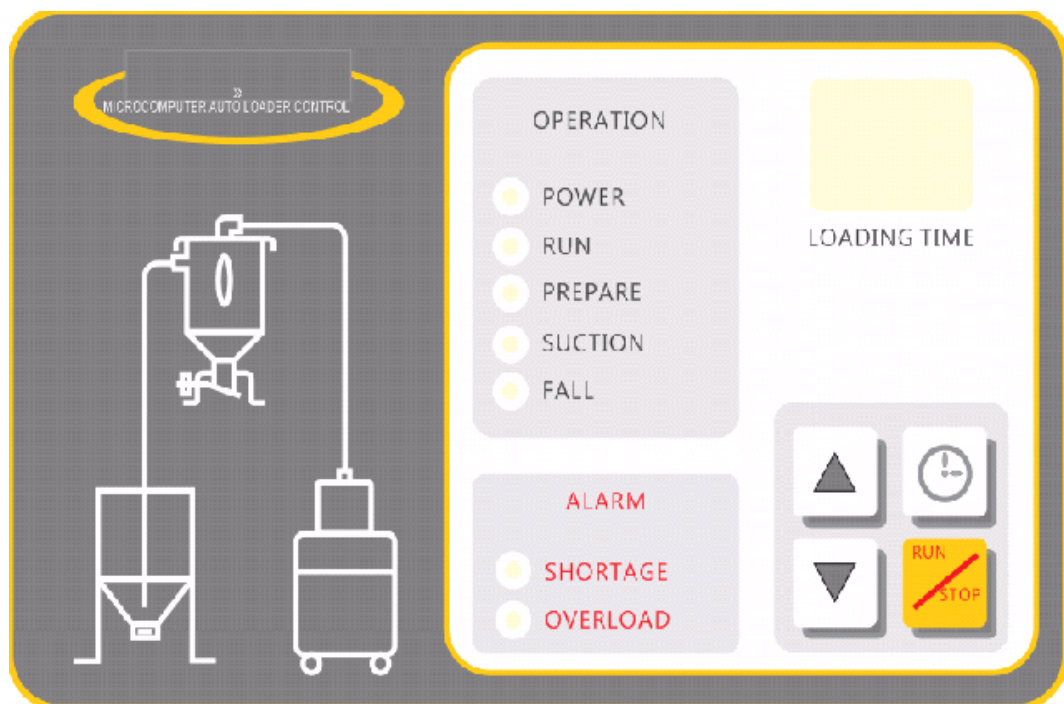 »
MICROCOMPUTER AUTO LOADER CONTROL
OPERATION
POWER
RUN
PREPARE
SUCTION
FALL
LOADING TIME
ALARM
SHORTAGE
OVERLOAD
RUN
STOP